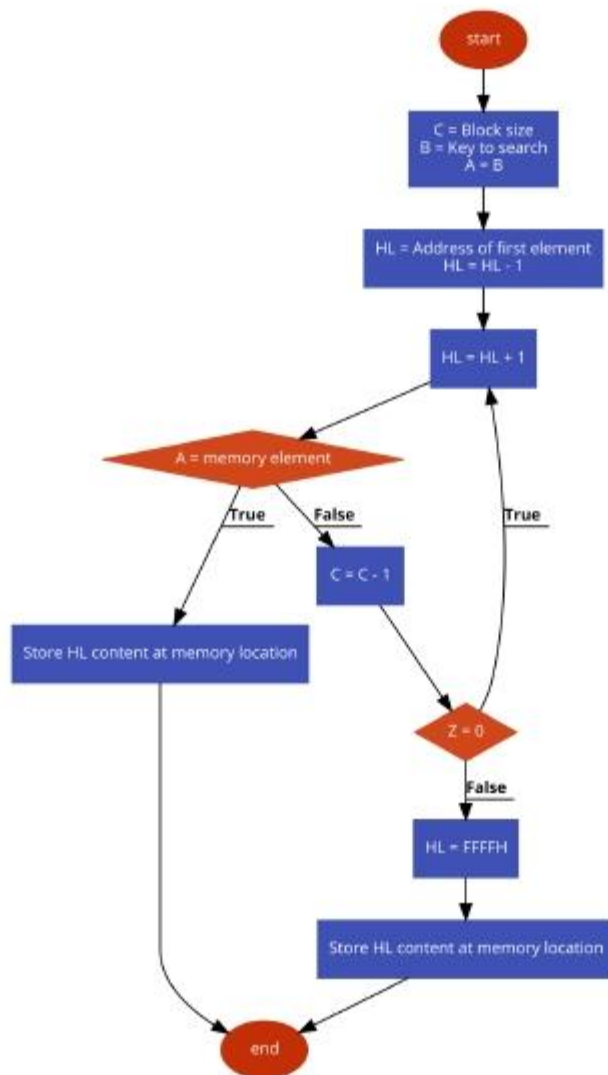 start
C = Block size
B = Key to search
A = B
HL = Address of first element
HL = HL - 1
HL = HL + 1
A = memory element
True
False
True
C = C - 1
Store HL content at memory location
Z = 0
False
HL = FFFFH
Store HL content at memory location
end